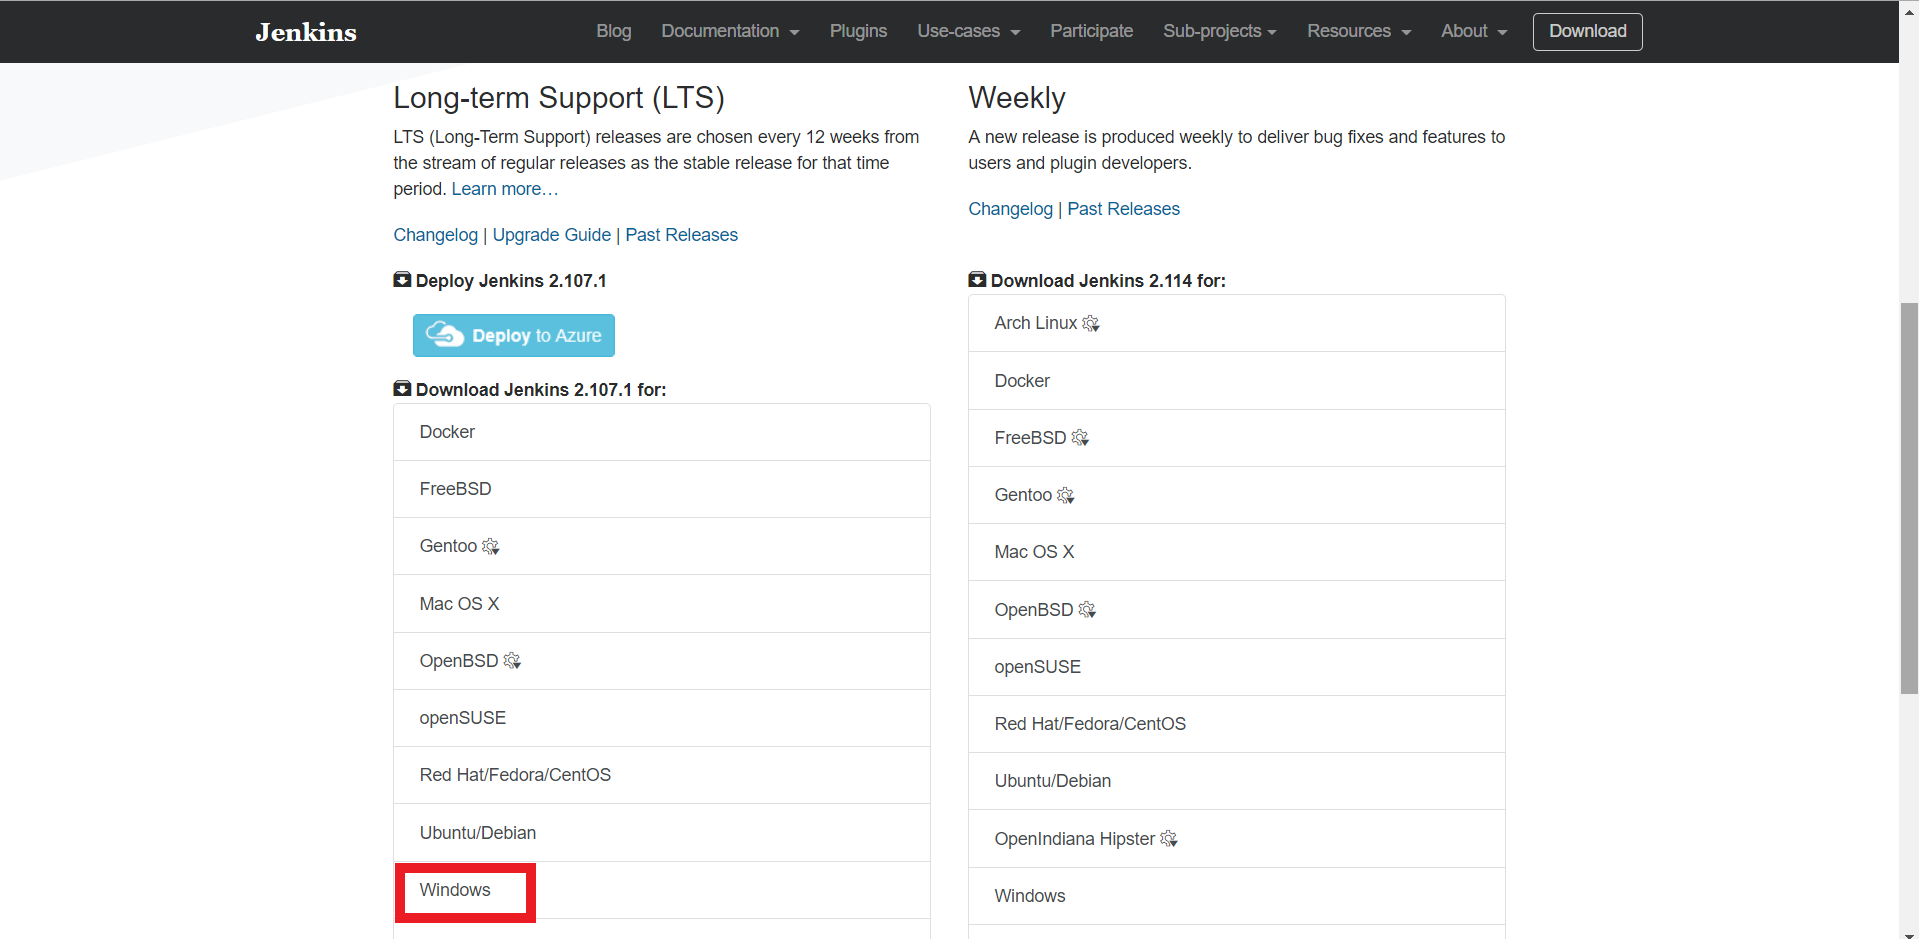 Jenkins
Blog
Documentation
Plugins
Use-cases
Participate
Sub-projects
Resources
About
Download
Long-term Support (LTS)
LTS (Long-Term Support) releases are chosen every 12 weeks from
the stream of regular releases as the stable release for that time
period. Learn more…
Changelog | Upgrade Guide | Past Releases
Deploy Jenkins 2.107.1
Deploy to Azure
Download Jenkins 2.107.1 for:
Docker
FreeBSD
Gentoo
Mac OS X
OpenBSD
openSUSE
Red Hat/Fedora/CentOS
Ubuntu/Debian
Windows
Weekly
A new release is produced weekly to deliver bug fixes and features to
users and plugin developers.
Changelog | Past Releases
Download Jenkins 2.114 for:
Arch Linux
Docker
FreeBSD
Gentoo
Mac OS X
OpenBSD
openSUSE
Red Hat/Fedora/CentOS
Ubuntu/Debian
OpenIndiana Hipster
Windows